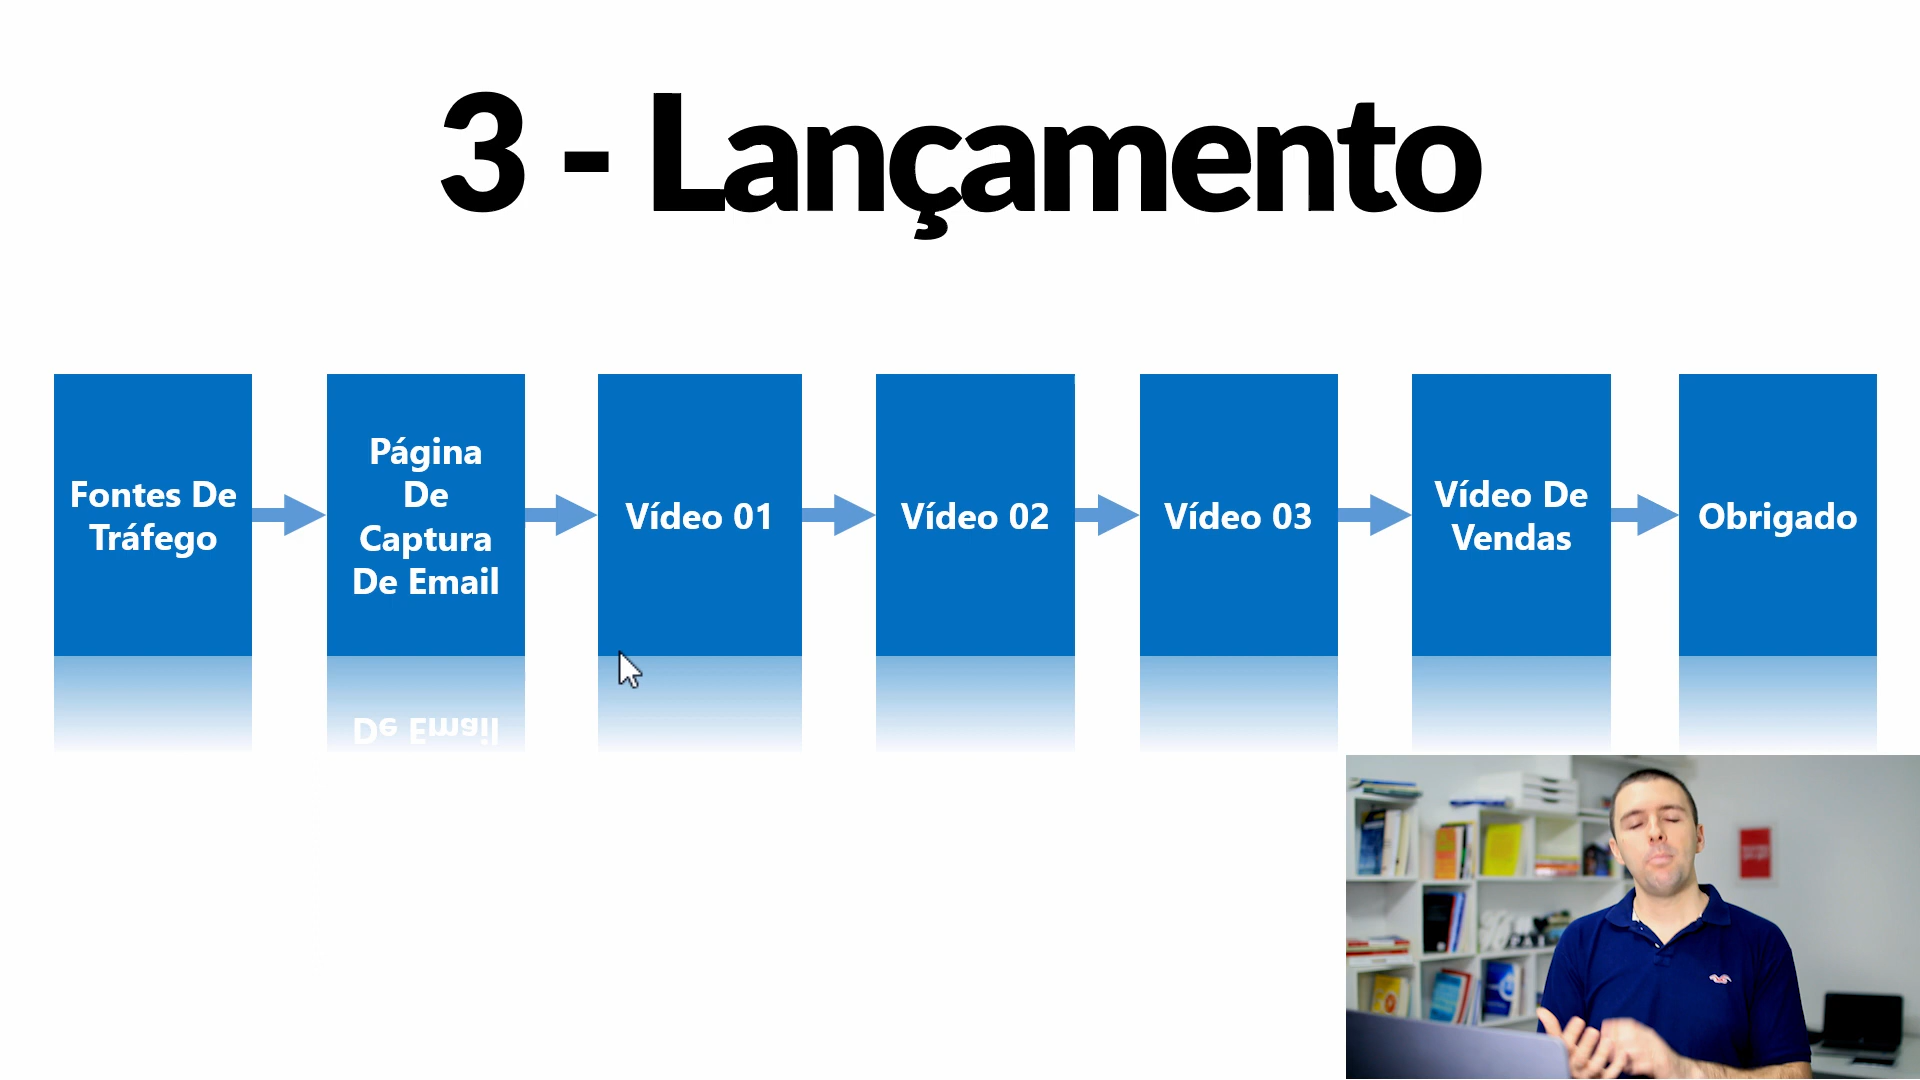 3 - Lançamento
Fontes De
Tráfego
Página
De
Captura
De Email
Vídeo 01
Vídeo 02
Vídeo 03
Vídeo De
Vendas
Obrigado